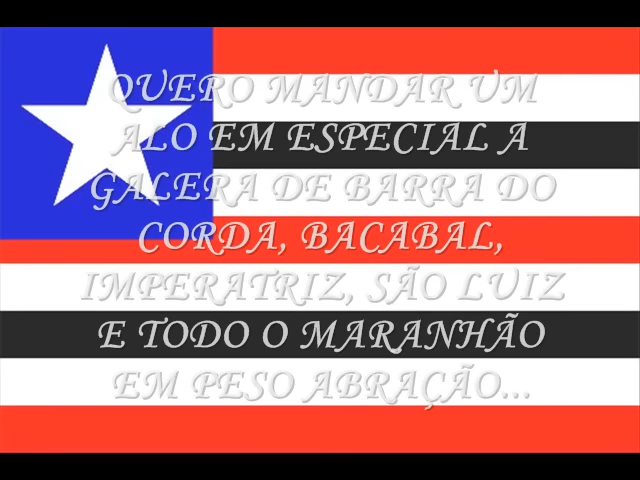 QUERO MANDAR UM
ALO EM ESPECIAL A
GALERA DE BARRA DO
CORDA, BACABAL,
IMPERATRIZ, SÃO LUIZ
E TODO O MARANHÃO
EM PESO ABRAÇÃO...